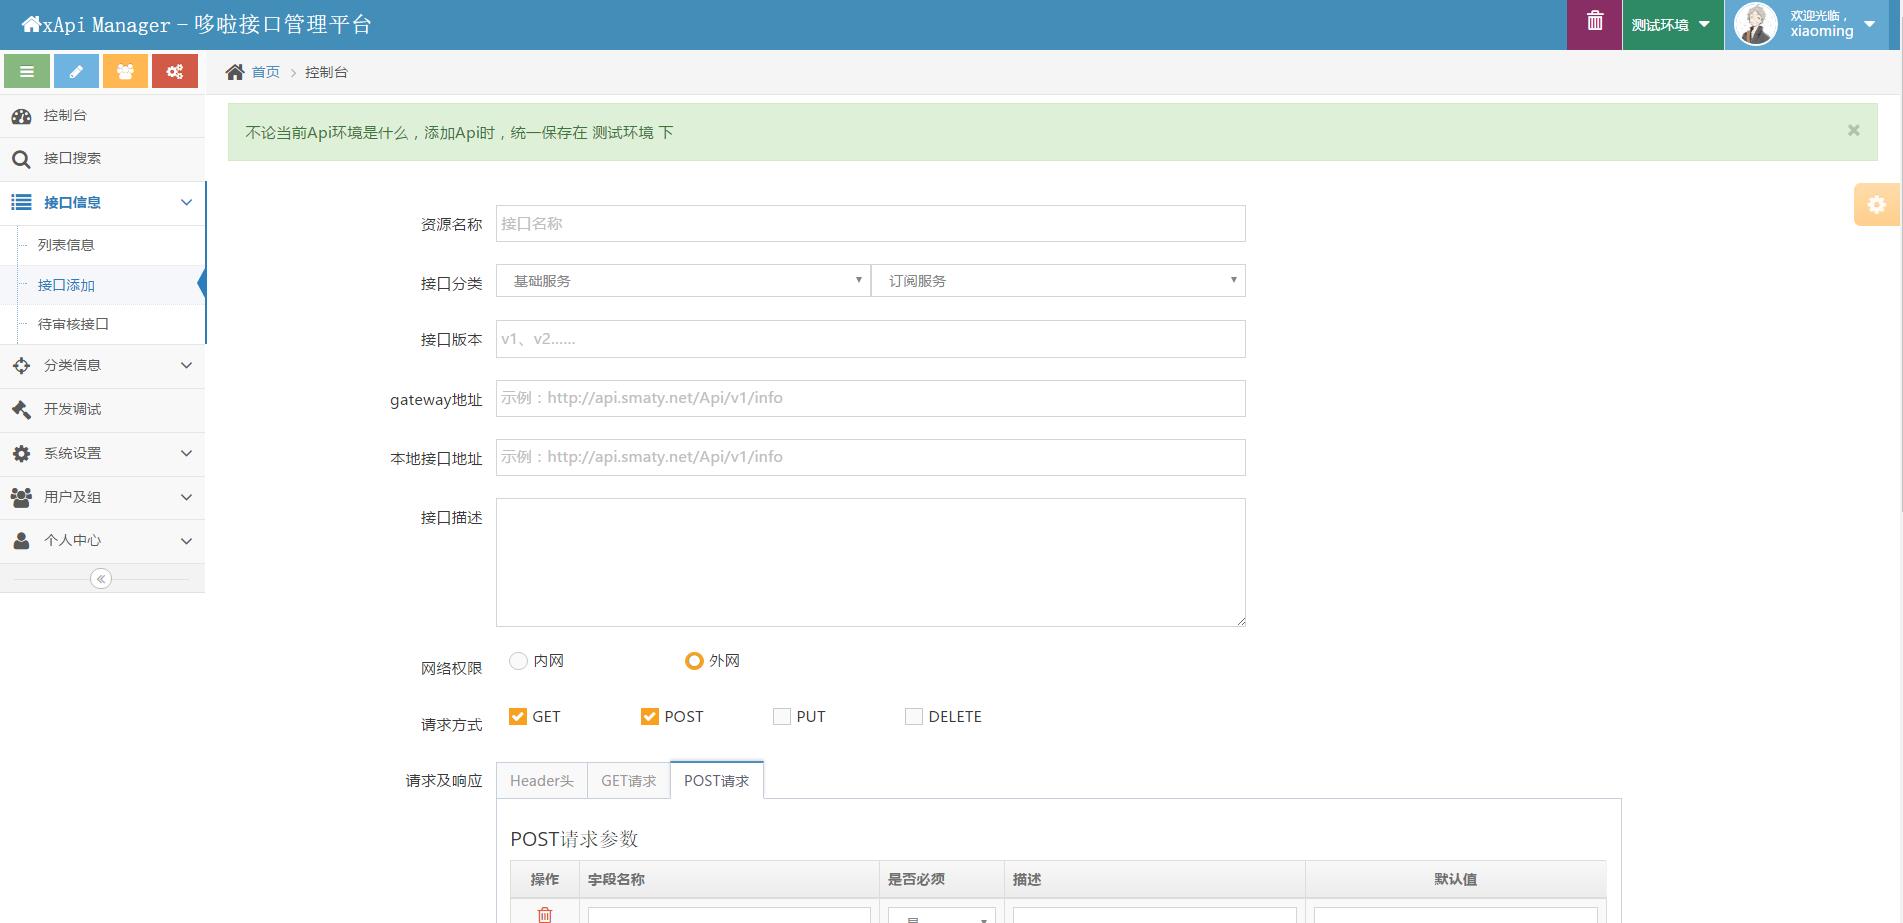 xApi Manager - 哆啦接口管理平台
测试环境
欢迎光临，
xiaoming
首页 > 控制台
控制台
接口搜索
接口信息
列表信息
接口添加
待审核接口
分类信息
开发调试
系统设置
用户及组
个人中心
不论当前Api环境是什么，添加Api时，统一保存在 测试环境 下
资源名称 接口名称
接口分类 基础服务 订阅服务
接口版本 v1、v2......
gateway地址 示例：http://api.smaty.net/Api/v1/info
本地接口地址 示例：http://api.smaty.net/Api/v1/info
接口描述
网络权限 内网 外网
请求方式 GET POST PUT DELETE
请求及响应 Header头 GET请求 POST请求
POST请求参数
操作 字段名称 是否必须 描述 默认值
是